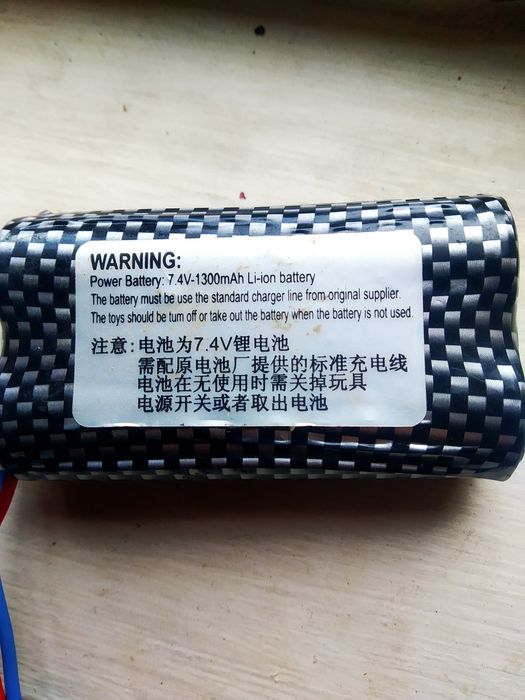 WARNING:
Power Battery: 7.4V-1300mAh Li-ion battery
The battery must be use the standard charger line from original supplier.
The toys should be turn off or take out the battery when the battery is not used.
注意：电池为7.4V锂电池
需配原电池厂提供的标准充电线
电池在无使用时需关掉玩具
电源开关或者取出电池